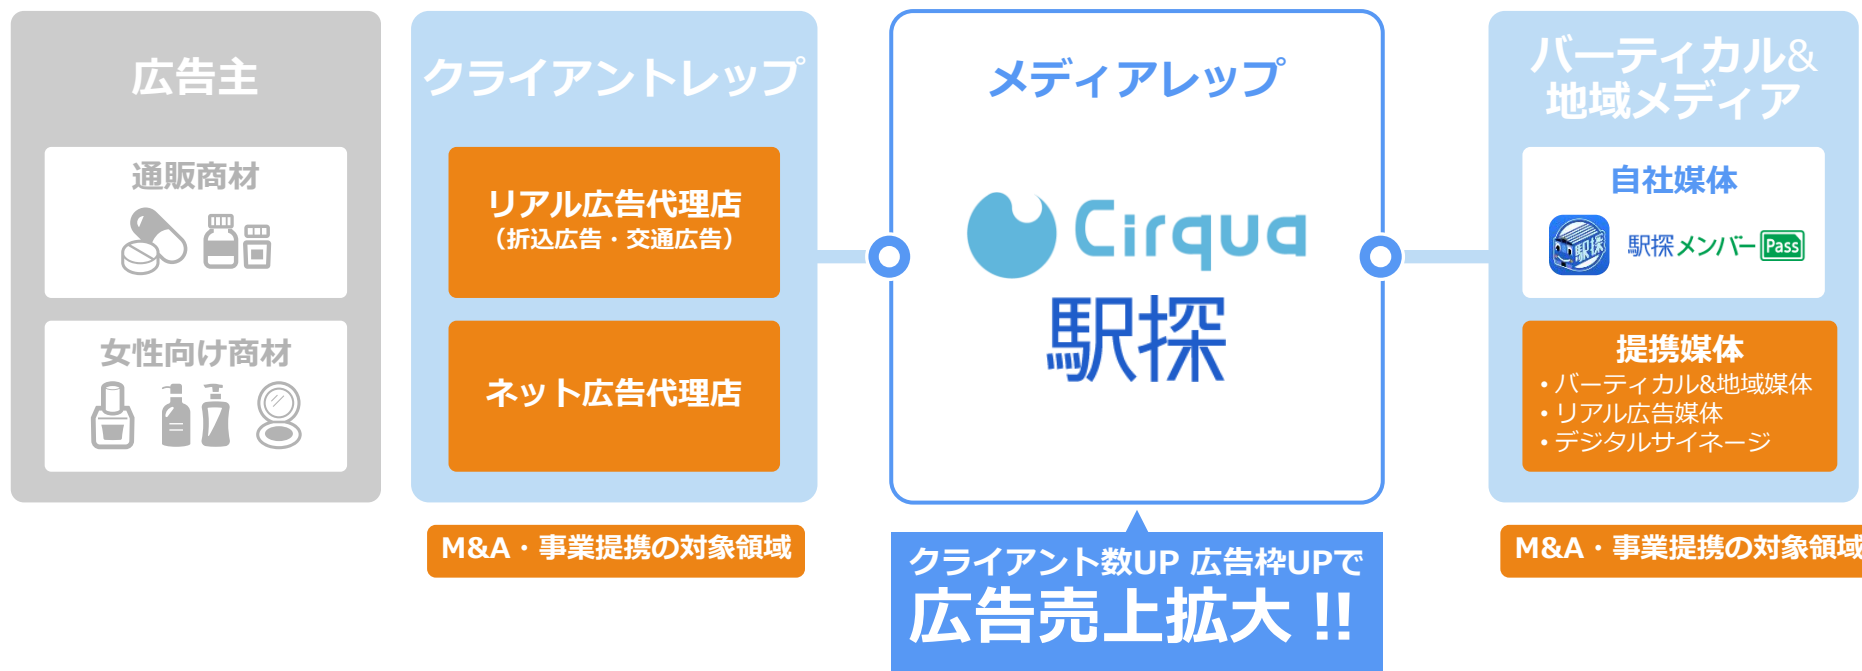 広告主
通販商材
女性向け商材
クライアントレップ
リアル広告代理店
（折込広告・交通広告）
ネット広告代理店
M&A・事業提携の対象領域
メディアレップ
Cirqua
駅探
クライアント数UP 広告枠UPで
広告売上拡大 !!
バーティカル&
地域メディア
自社媒体
駅探
駅探メンバーPass
提携媒体
・バーティカル&地域媒体
・リアル広告媒体
・デジタルサイネージ
M&A・事業提携の対象領域